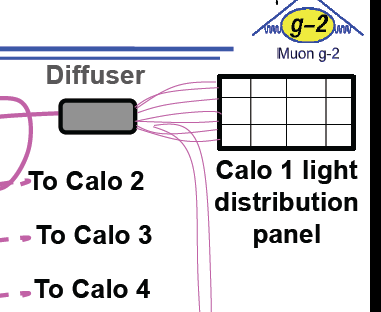 g-2
Muon g-2
Diffuser
To Calo 2
Calo 1 light
distribution
panel
To Calo 3
To Calo 4